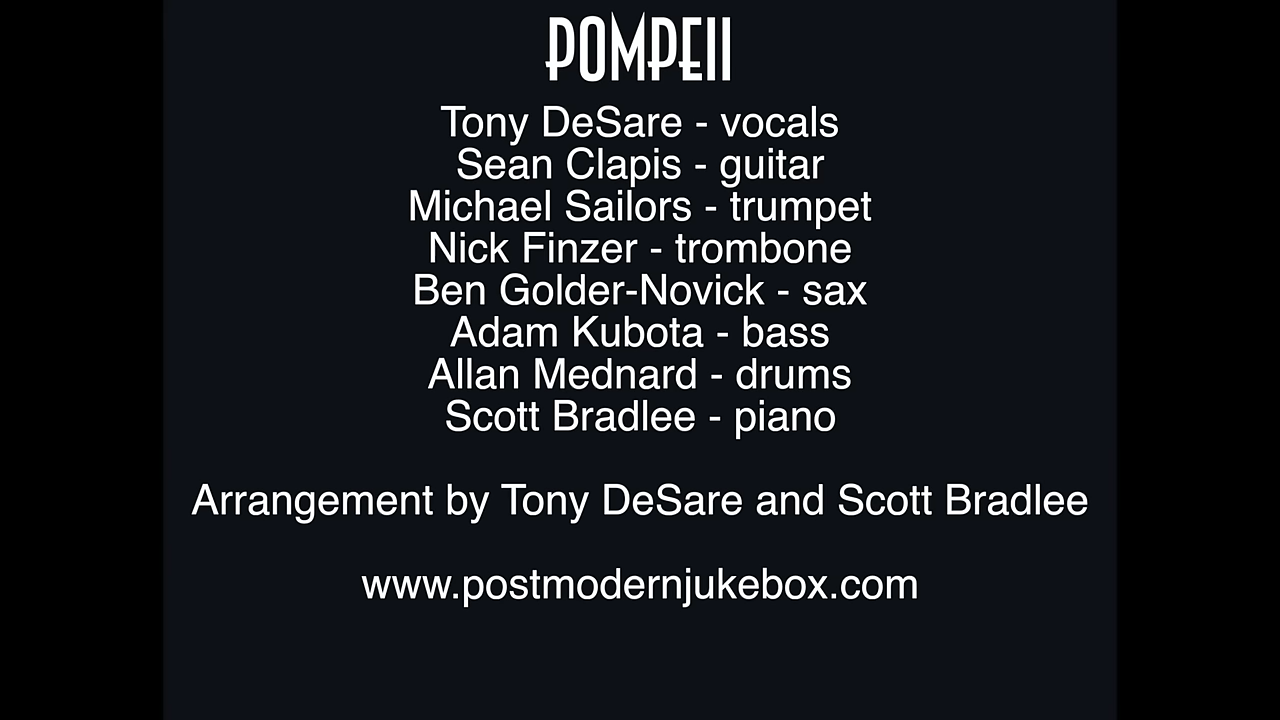 POMPEII
Tony DeSare - vocals
Sean Clapis - guitar
Michael Sailors - trumpet
Nick Finzer - trombone
Ben Golder-Novick - sax
Adam Kubota - bass
Allan Mednard - drums
Scott Bradlee - piano
Arrangement by Tony DeSare and Scott Bradlee
www.postmodernjukebox.com